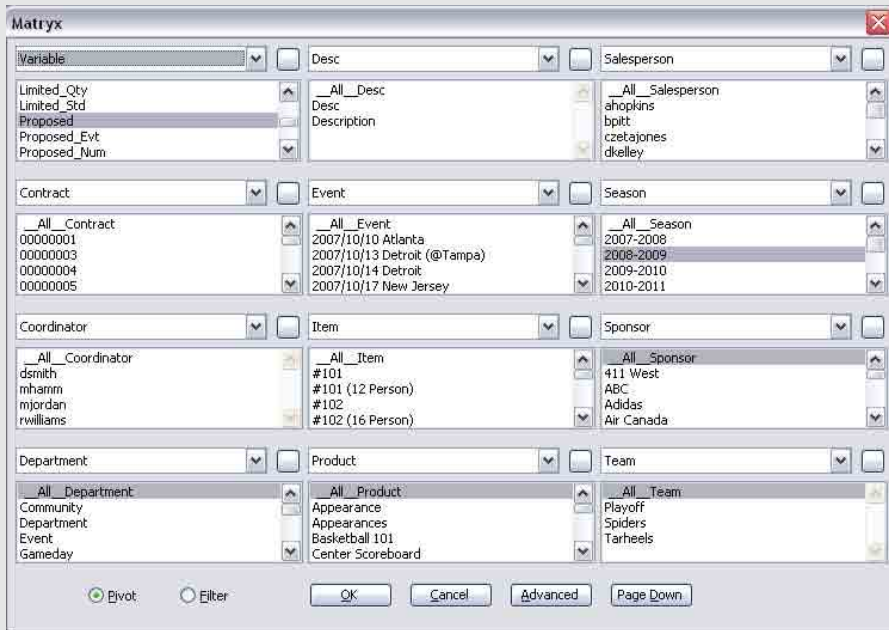 Matryx
Variable
Limited_Qty
Limited_Std
Proposed
Proposed_Evt
Proposed_Num
Desc
__All__Desc
Desc
Description
Salesperson
__All__Salesperson
ahopkins
bpitt
czetajones
dkelley
Contract
__All__Contract
00000001
00000003
00000004
00000005
Event
__All__Event
2007/10/10 Atlanta
2007/10/13 Detroit (@Tampa)
2007/10/14 Detroit
2007/10/17 New Jersey
Season
__All__Season
2007-2008
2008-2009
2009-2010
2010-2011
Coordinator
__All__Coordinator
dsmith
mhamm
mjordan
rwilliams
Item
__All__Item
#101
#101 (12 Person)
#102
#102 (16 Person)
Sponsor
__All__Sponsor
411 West
ABC
Adidas
Air Canada
Department
__All__Department
Community
Department
Event
Gameday
Product
__All__Product
Appearance
Appearances
Basketball 101
Center Scoreboard
Team
__All__Team
Playoff
Spiders
Tarheels
Pivot
Filter
OK
Cancel
Advanced
Page Down